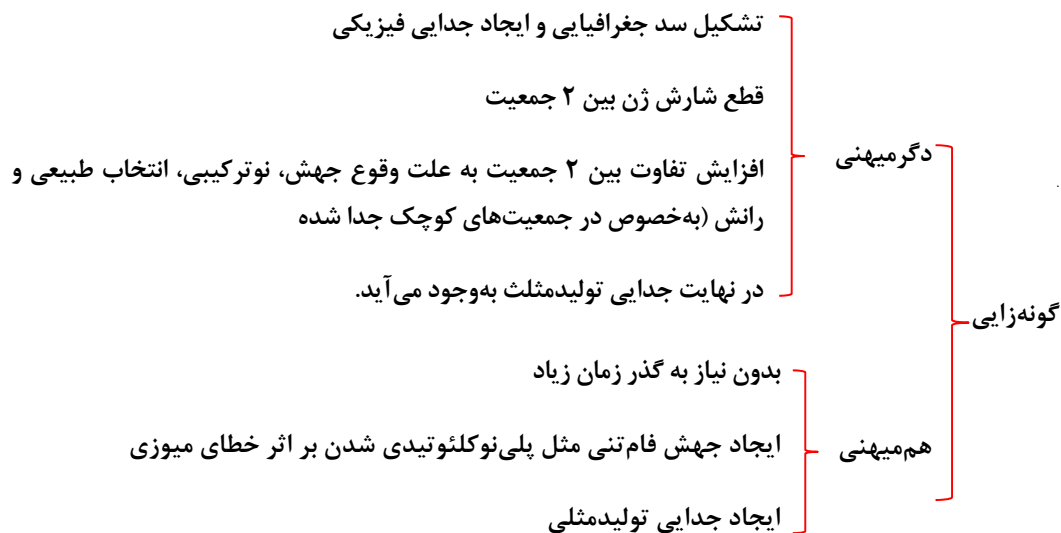 گونه‌زایی
دگرمیهنی
تشکیل سد جغرافیایی و ایجاد جدایی فیزیکی
قطع شارش ژن بین ۲ جمعیت
افزایش تفاوت بین ۲ جمعیت به علت وقوع جهش، نوترکیبی، انتخاب طبیعی و
رانش (به‌خصوص در جمعیت‌های کوچک جدا شده
در نهایت جدایی تولیدمثلث به‌وجود می‌آید.
هم‌میهنی
بدون نیاز به گذر زمان زیاد
ایجاد جهش فام‌تنی مثل پلی‌نوکلئوتیدی شدن بر اثر خطای میوزی
ایجاد جدایی تولیدمثلی